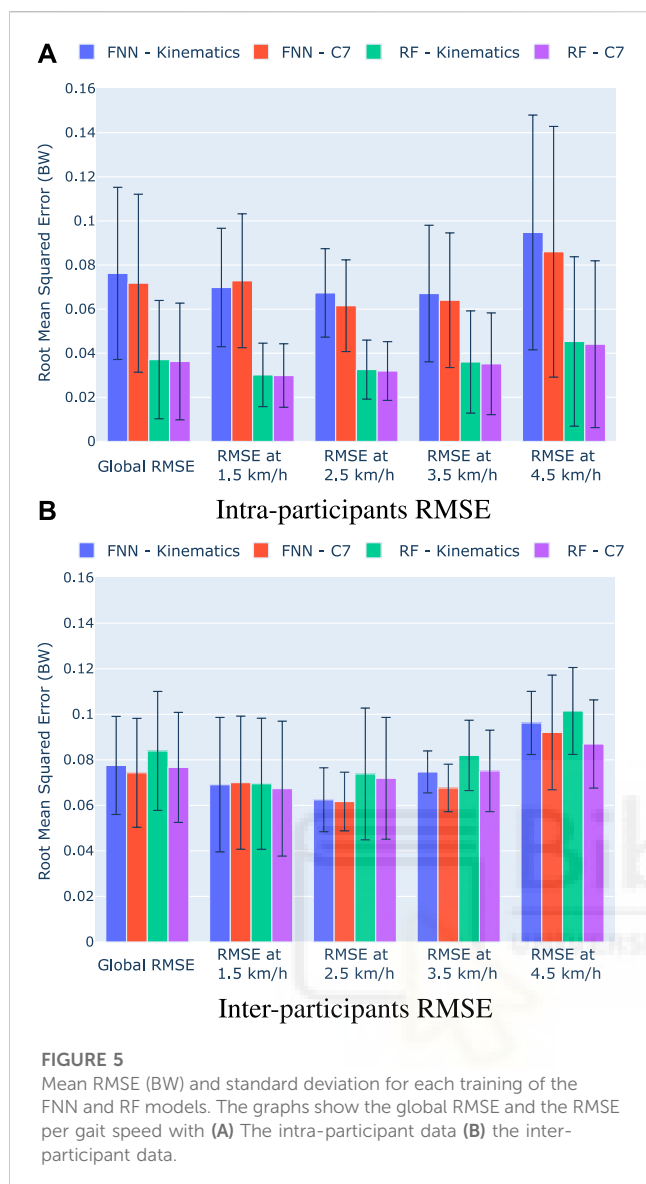 A
FNN - Kinematics FNN - C7 RF - Kinematics RF - C7
Root Mean Squared Error (BW)
0.16
0.14
0.12
0.1
0.08
0.06
0.04
0.02
0
Global RMSE
RMSE at
1.5 km/h
RMSE at
2.5 km/h
RMSE at
3.5 km/h
RMSE at
4.5 km/h
Intra-participants RMSE
B
FNN - Kinematics FNN - C7 RF - Kinematics RF - C7
Root Mean Squared Error (BW)
0.16
0.14
0.12
0.1
0.08
0.06
0.04
0.02
0
Global RMSE
RMSE at
1.5 km/h
RMSE at
2.5 km/h
RMSE at
3.5 km/h
RMSE at
4.5 km/h
Inter-participants RMSE
FIGURE 5
Mean RMSE (BW) and standard deviation for each training of the
FNN and RF models. The graphs show the global RMSE and the RMSE
per gait speed with (A) The intra-participant data (B) the inter-
participant data.